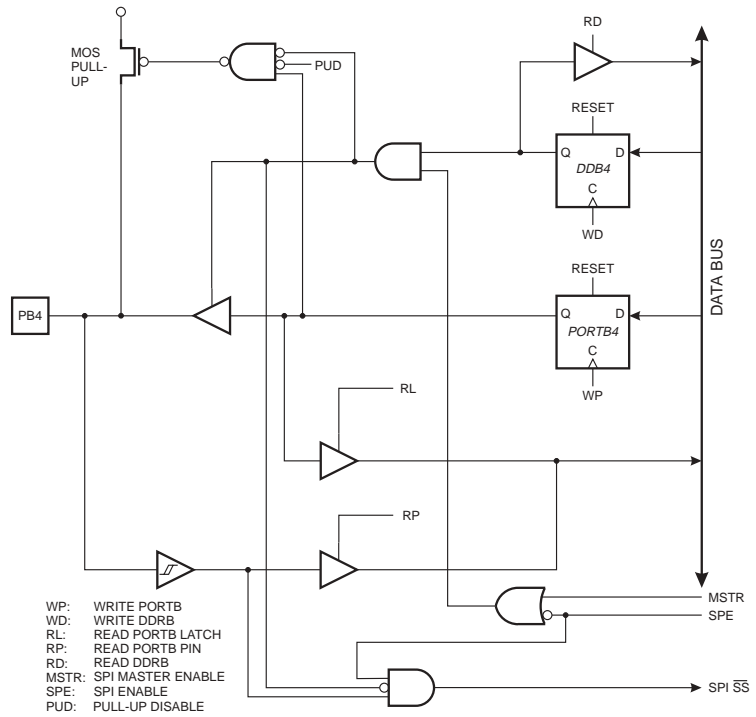 RD
MOS
PULL-
UP
PUD
RESET
Q
D
DDB4
C
WD
RESET
PB4
Q
D
PORTB4
C
WP
DATA BUS
RL
RP
MSTR
SPE
SPI S̅S̅
WP: WRITE PORTB
WD: WRITE DDRB
RL: READ PORTB LATCH
RP: READ PORTB PIN
RD: READ DDRB
MSTR: SPI MASTER ENABLE
SPE: SPI ENABLE
PUD: PULL-UP DISABLE